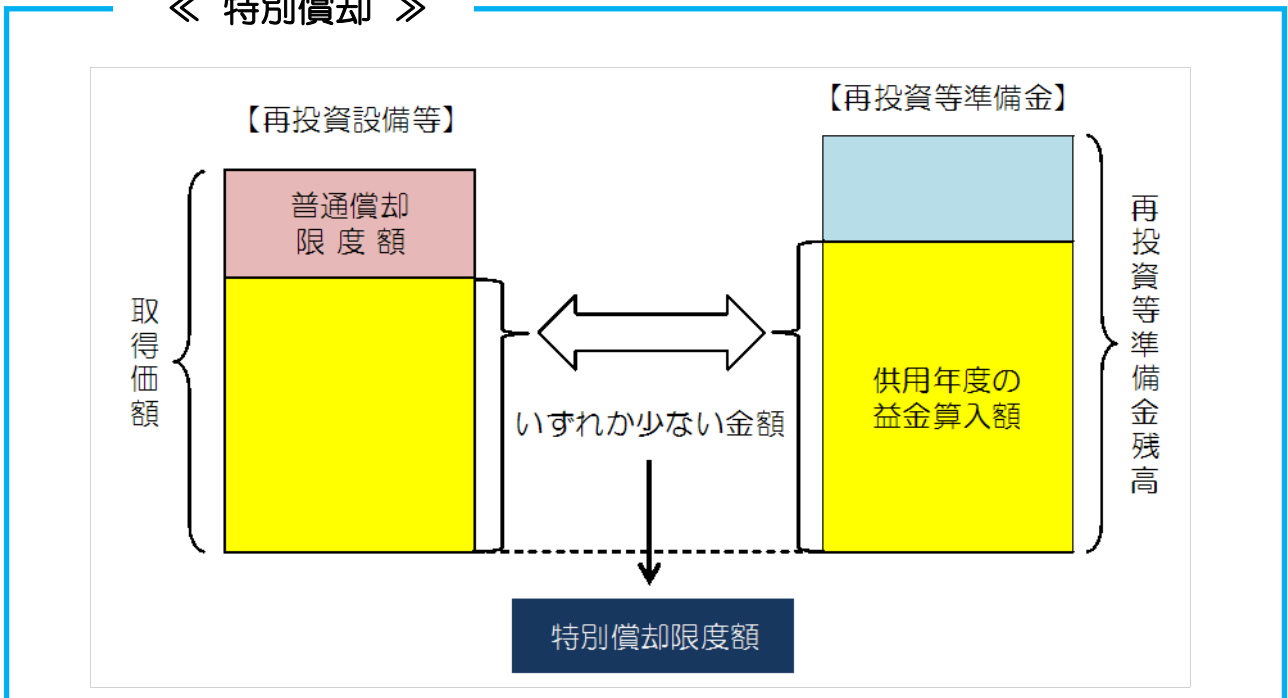 ≪ 特別償却 ≫
【再投資設備等】
【再投資等準備金】
普通償却
限 度 額
取得価額
いずれか少ない金額
供用年度の
益金算入額
再投資等準備金残高
特別償却限度額